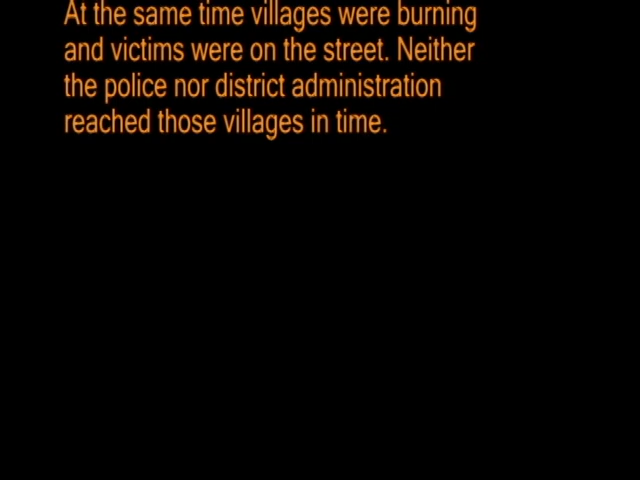 At the same time villages were burning
and victims were on the street. Neither
the police nor district administration
reached those villages in time.